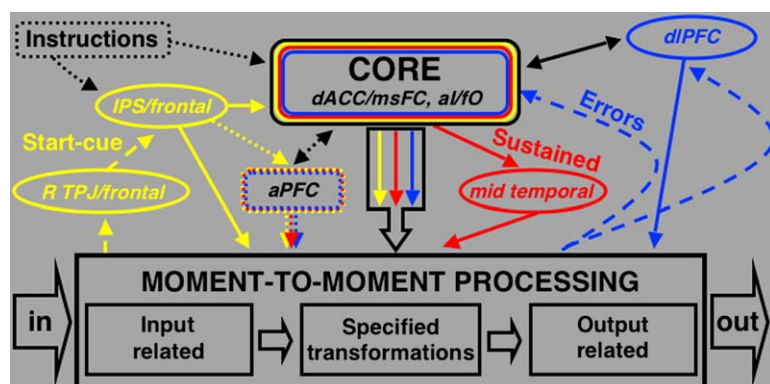 Instructions
CORE
dACC/msFC, aI/fO
dlPFC
IPS/frontal
Errors
Start-cue
Sustained
R TPJ/frontal
aPFC
mid temporal
MOMENT-TO-MOMENT PROCESSING
in
Input
related
Specified
transformations
Output
related
out